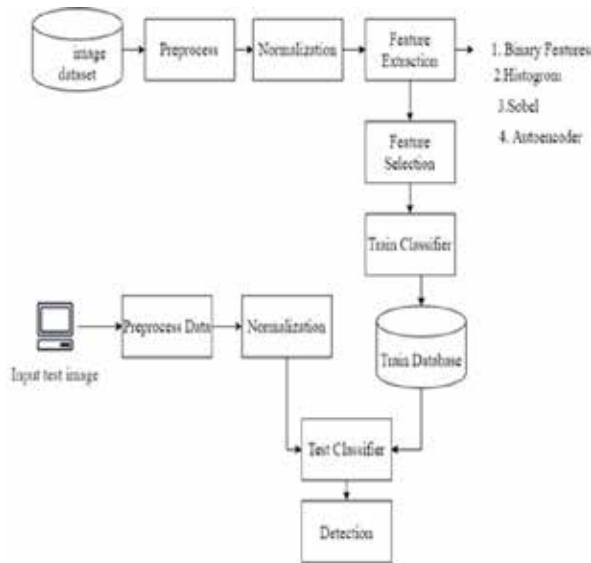 image
dataset
Preprocess
Normalization
Feature
Extraction
1. Binary Features
2.Histogrom
3.Sobel
4. Autoencoder
Feature
Selection
Train Classifier
Train Database
Input test image
Preprocess Data
Normalization
Test Classifier
Detection